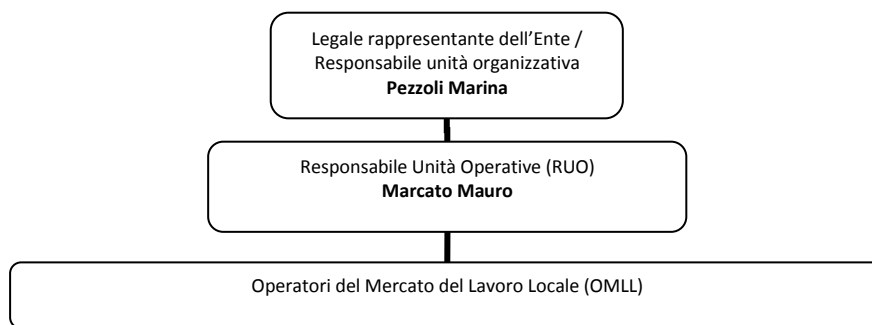 Legale rappresentante dell’Ente /
Responsabile unità organizzativa
Pezzoli Marina
Responsabile Unità Operative (RUO)
Marcato Mauro
Operatori del Mercato del Lavoro Locale (OMLL)